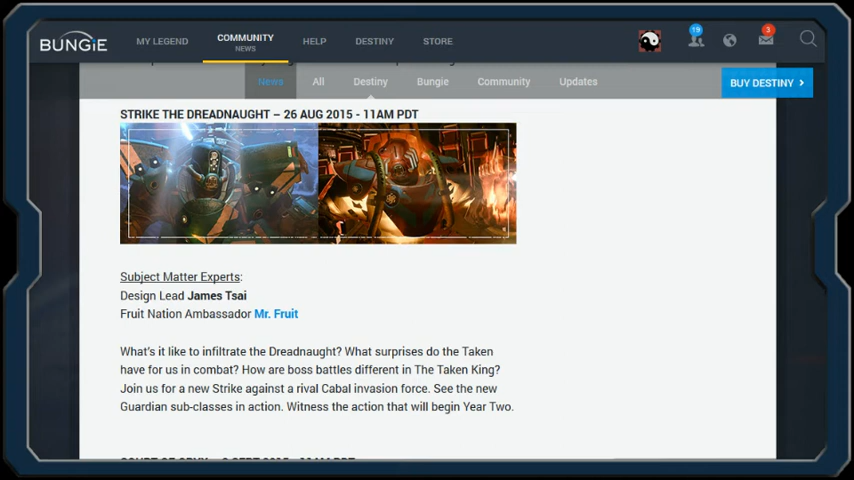 BUNGiE
MY LEGEND
COMMUNITY
NEWS
HELP
DESTINY
STORE
19
3
News
All
Destiny
Bungie
Community
Updates
BUY DESTINY >
STRIKE THE DREADNAUGHT – 26 AUG 2015 - 11AM PDT
Subject Matter Experts:
Design Lead James Tsai
Fruit Nation Ambassador Mr. Fruit
What's it like to infiltrate the Dreadnaught? What surprises do the Taken
have for us in combat? How are boss battles different in The Taken King?
Join us for a new Strike against a rival Cabal invasion force. See the new
Guardian sub-classes in action. Witness the action that will begin Year Two.